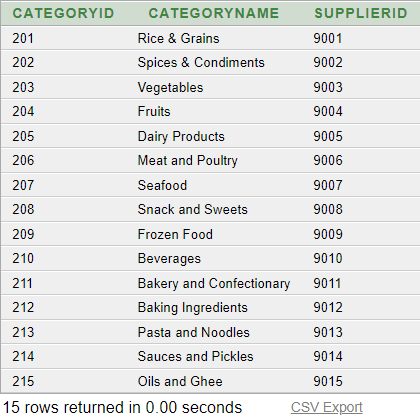 CATEGORYID CATEGORYNAME SUPPLIERID
201 Rice & Grains 9001
202 Spices & Condiments 9002
203 Vegetables 9003
204 Fruits 9004
205 Dairy Products 9005
206 Meat and Poultry 9006
207 Seafood 9007
208 Snack and Sweets 9008
209 Frozen Food 9009
210 Beverages 9010
211 Bakery and Confectionary 9011
212 Baking Ingredients 9012
213 Pasta and Noodles 9013
214 Sauces and Pickles 9014
215 Oils and Ghee 9015
15 rows returned in 0.00 seconds CSV Export